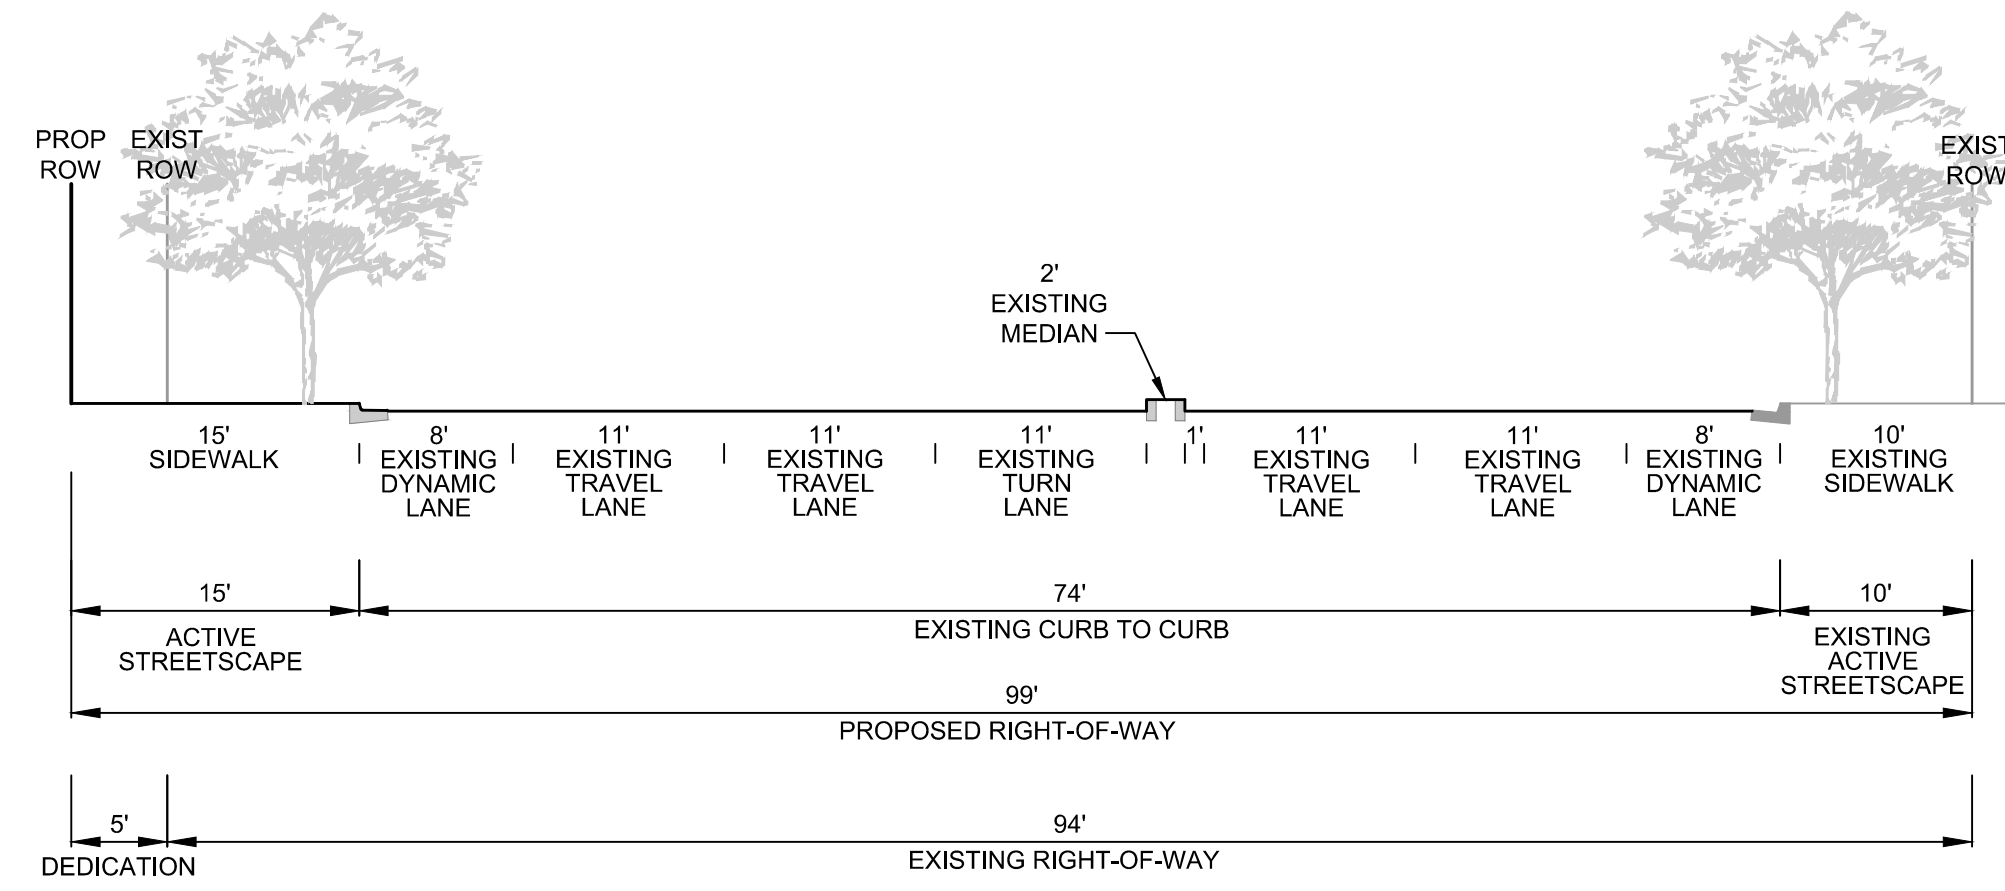 PROP
ROW
EXIST
ROW
EXIST
ROW
2'
EXISTING
MEDIAN
15'
SIDEWALK
8'
EXISTING
DYNAMIC
LANE
11'
EXISTING
TRAVEL
LANE
11'
EXISTING
TRAVEL
LANE
11'
EXISTING
TURN
LANE
1'
11'
EXISTING
TRAVEL
LANE
11'
EXISTING
TRAVEL
LANE
8'
EXISTING
DYNAMIC
LANE
10'
EXISTING
SIDEWALK
15'
ACTIVE
STREETSCAPE
74'
EXISTING CURB TO CURB
10'
EXISTING
ACTIVE
STREETSCAPE
99'
PROPOSED RIGHT-OF-WAY
5'
DEDICATION
94'
EXISTING RIGHT-OF-WAY